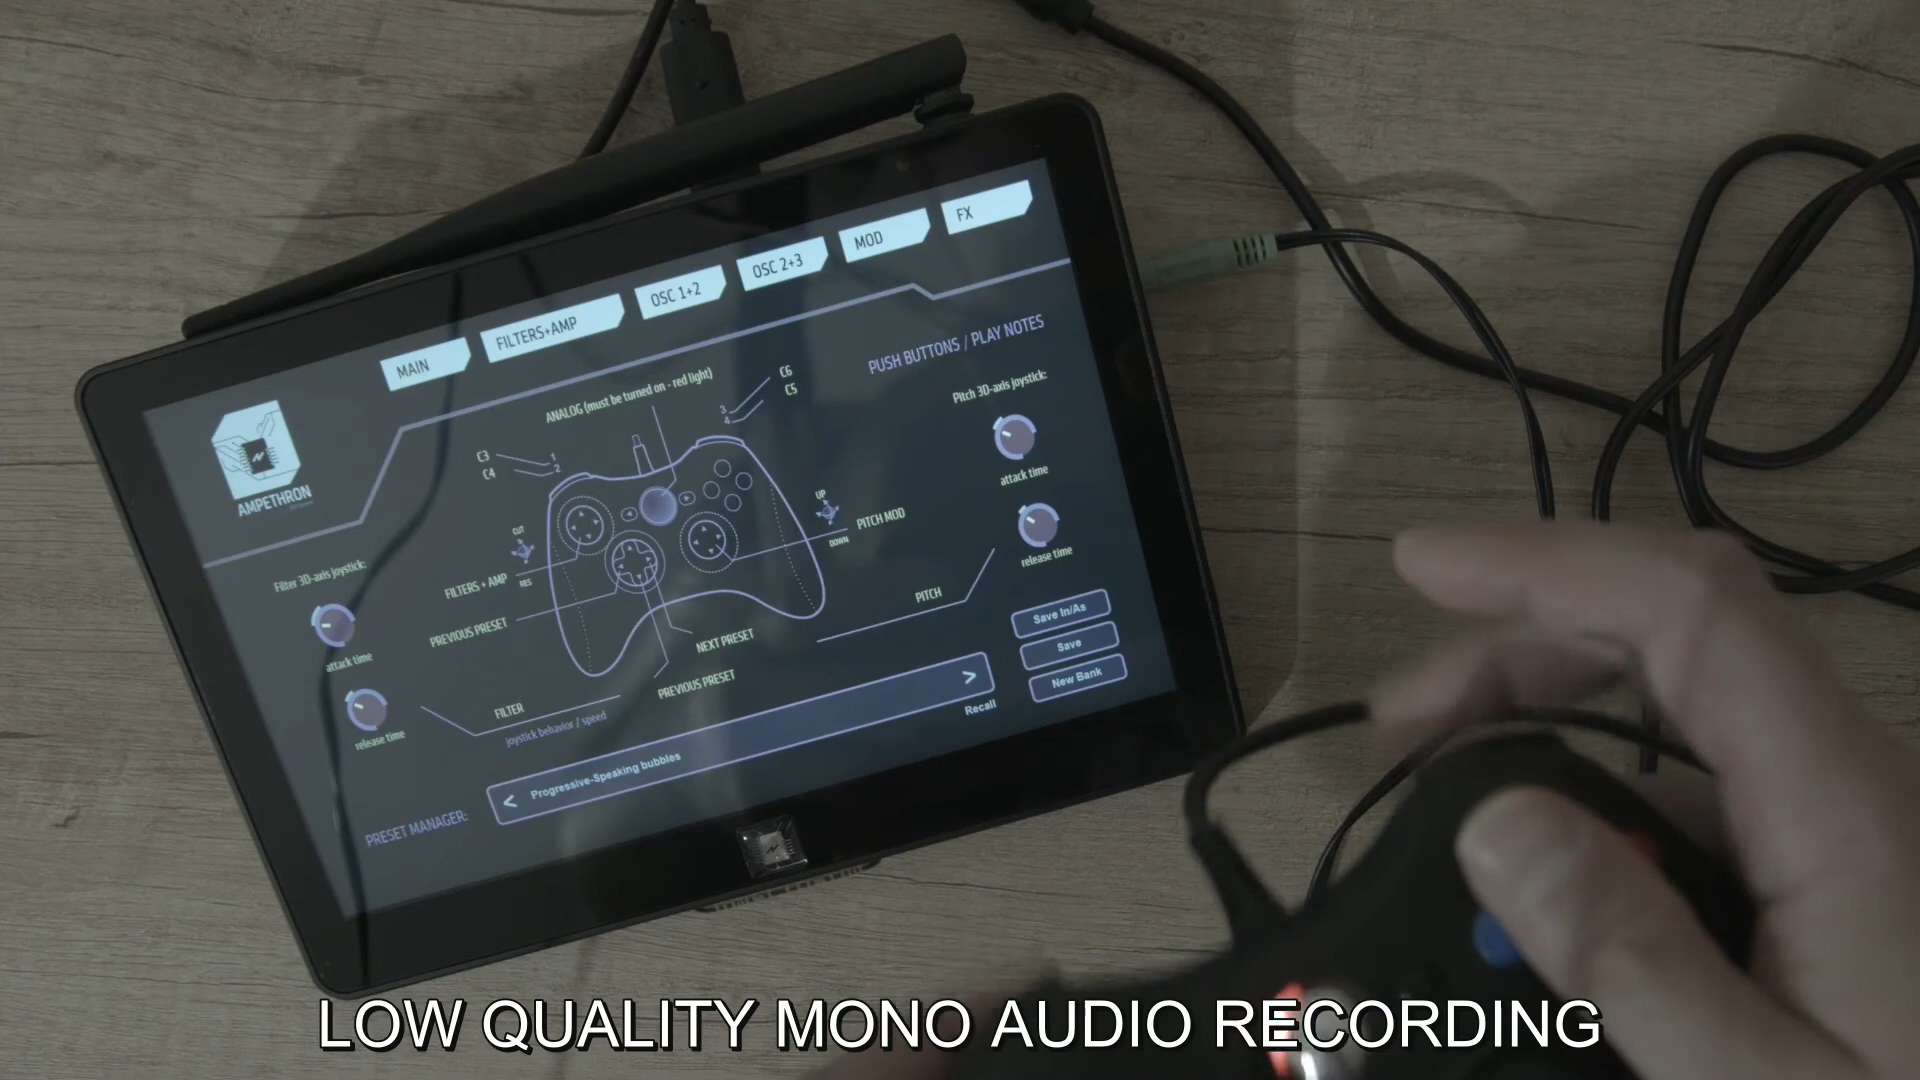 FX
MOD
OSC 2+3
OSC 1+2
FILTERS+AMP
MAIN
AMPETHRON
PUSH BUTTONS / PLAY NOTES
ANALOG (must be turned on - red light)
C6
C5
3
4
C3
C4
1
2
Pitch 3D-axis joystick:
attack time
release time
UP
PITCH MOD
DOWN
CUT
RES
FILTERS + AMP
Filter 3D-axis joystick:
attack time
release time
PREVIOUS PRESET
NEXT PRESET
PREVIOUS PRESET
PITCH
FILTER
joystick behavior / speed
Save In/As
Save
New Bank
Recall
PRESET MANAGER:
< Progressive-Speaking bubbles >
LOW QUALITY MONO AUDIO RECORDING